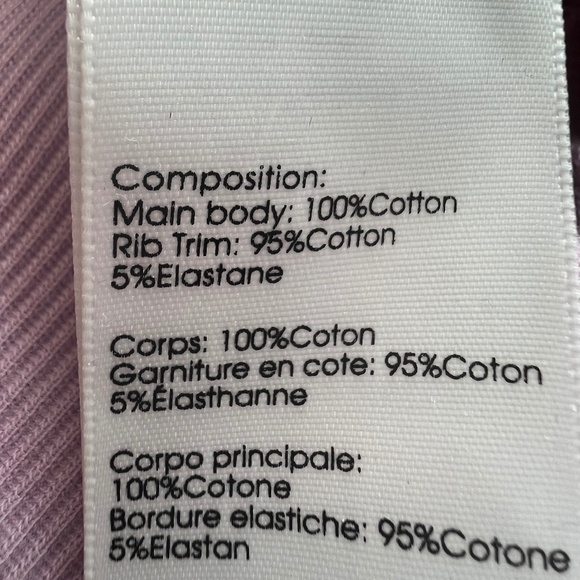 Composition:
Main body: 100%Cotton
Rib Trim: 95%Cotton
5%Elastane
Corps: 100%Coton
Garniture en cote: 95%Coton
5%Élasthanne
Corpo principale:
100%Cotone
Bordure elastiche: 95%Cotone
5%Elastan